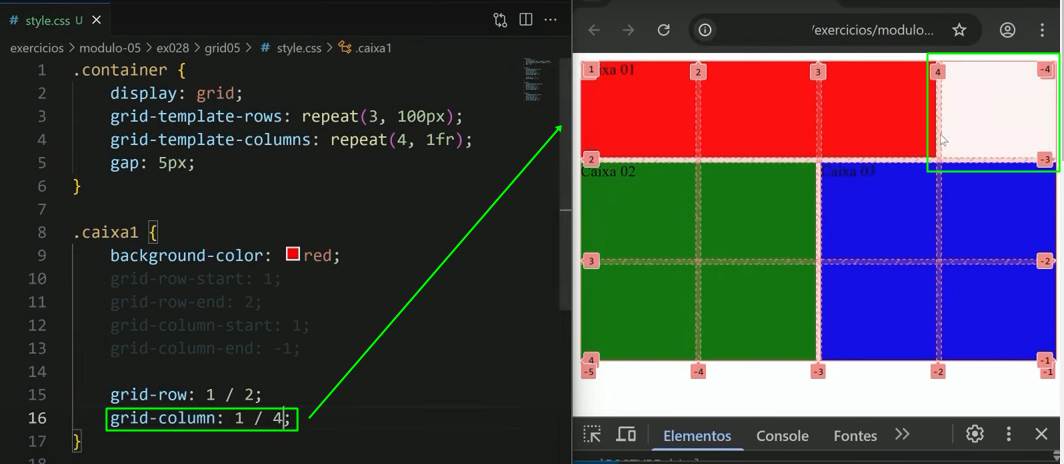 # style.css U ×
exercicios > modulo-05 > ex028 > grid05 > # style.css > .caixa1
1 .container {
2 display: grid;
3 grid-template-rows: repeat(3, 100px);
4 grid-template-columns: repeat(4, 1fr);
5 gap: 5px;
6 }
7
8 .caixa1 {
9 background-color: red;
10 grid-row-start: 1;
11 grid-row-end: 2;
12 grid-column-start: 1;
13 grid-column-end: -1;
14
15 grid-row: 1 / 2;
16 grid-column: 1 / 4;
17 }
18
'/exercicios/modulo...
1 2 3 4 -4
ixa 01
2 -3
Caixa 02 Caixa 03
3 -2
4 -1
-5 -4 -3 -2 -1
Elementos Console Fontes